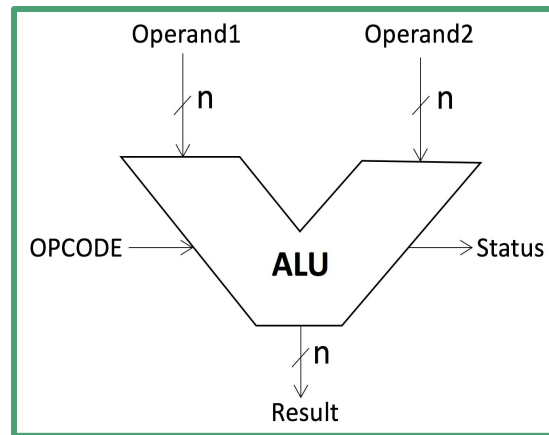 Operand1 Operand2
n n
OPCODE ALU Status
n
Result